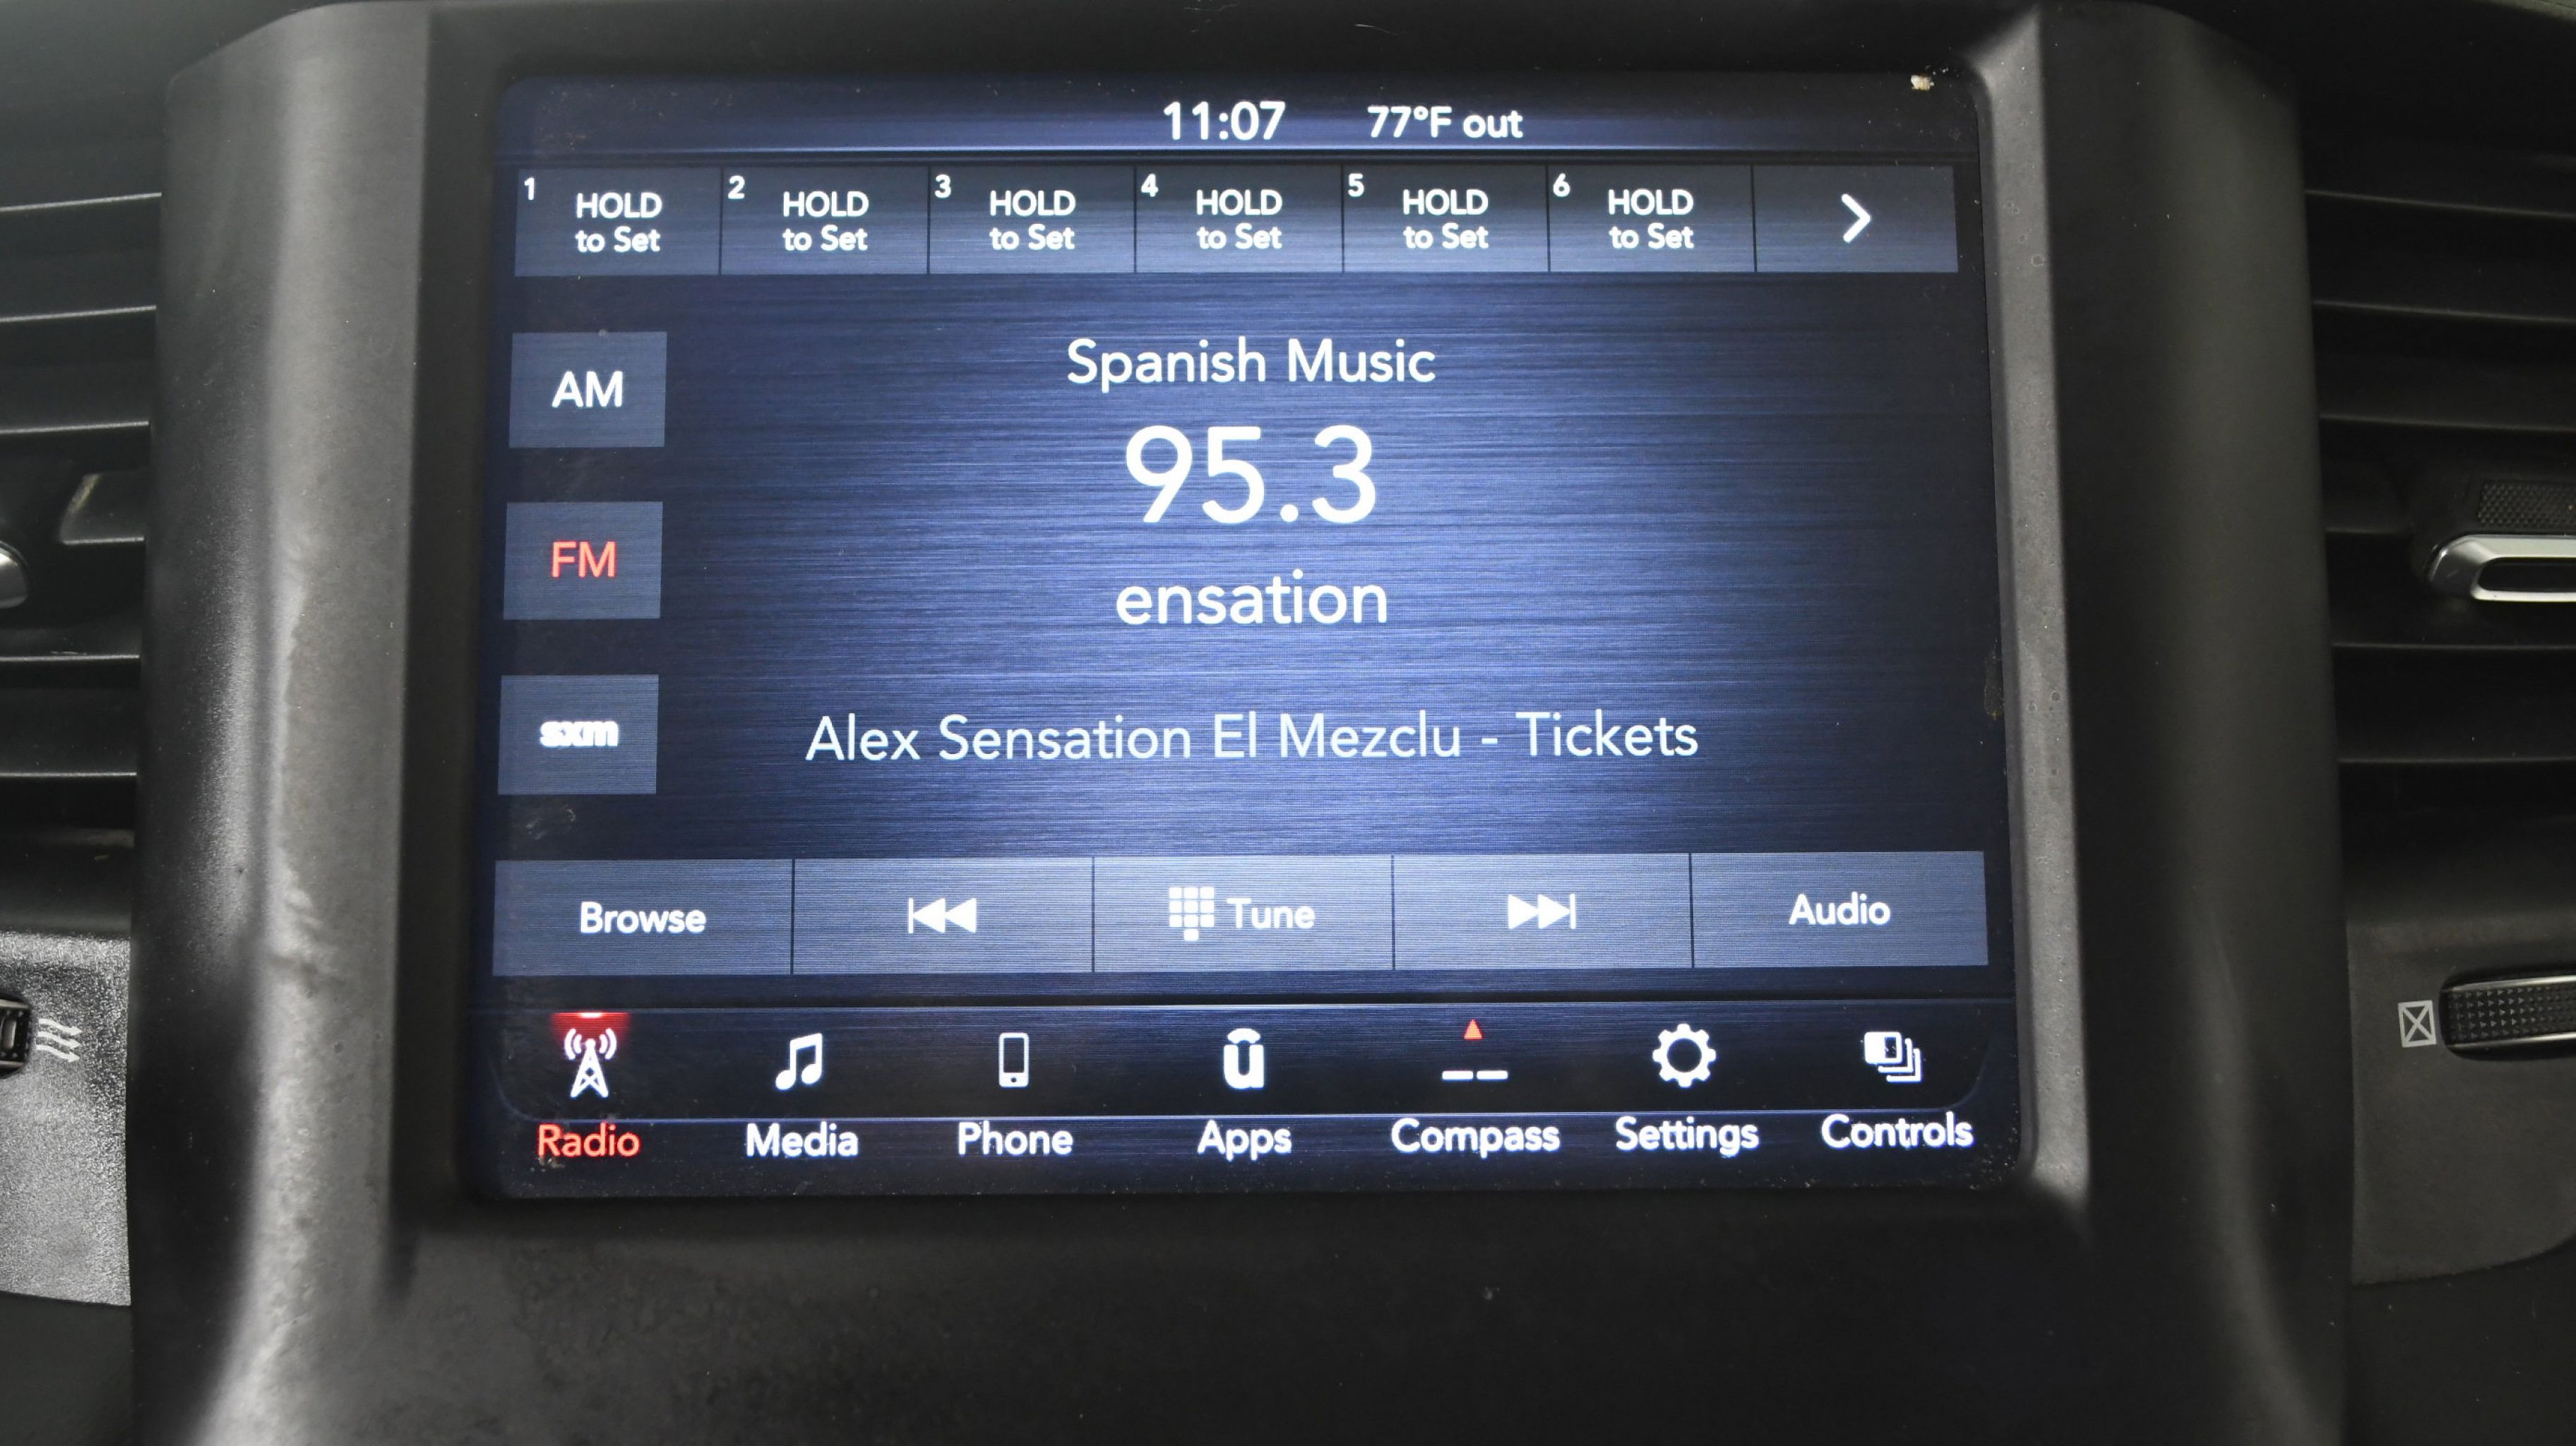 11:07 77°F out
1 HOLD to Set
2 HOLD to Set
3 HOLD to Set
4 HOLD to Set
5 HOLD to Set
6 HOLD to Set
AM
FM
sxm
Spanish Music
95.3
ensation
Alex Sensation El Mezclu - Tickets
Browse
Tune
Audio
Radio
Media
Phone
Apps
Compass
Settings
Controls